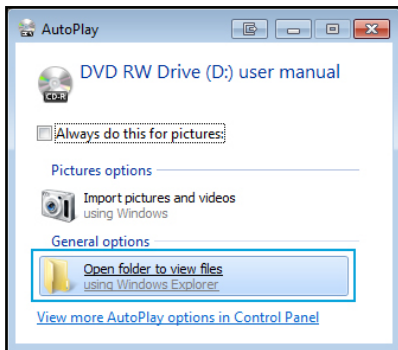 AutoPlay
DVD RW Drive (D:) user manual
CD-R
Always do this for pictures:
Pictures options
Import pictures and videos
using Windows
General options
Open folder to view files
using Windows Explorer
View more AutoPlay options in Control Panel